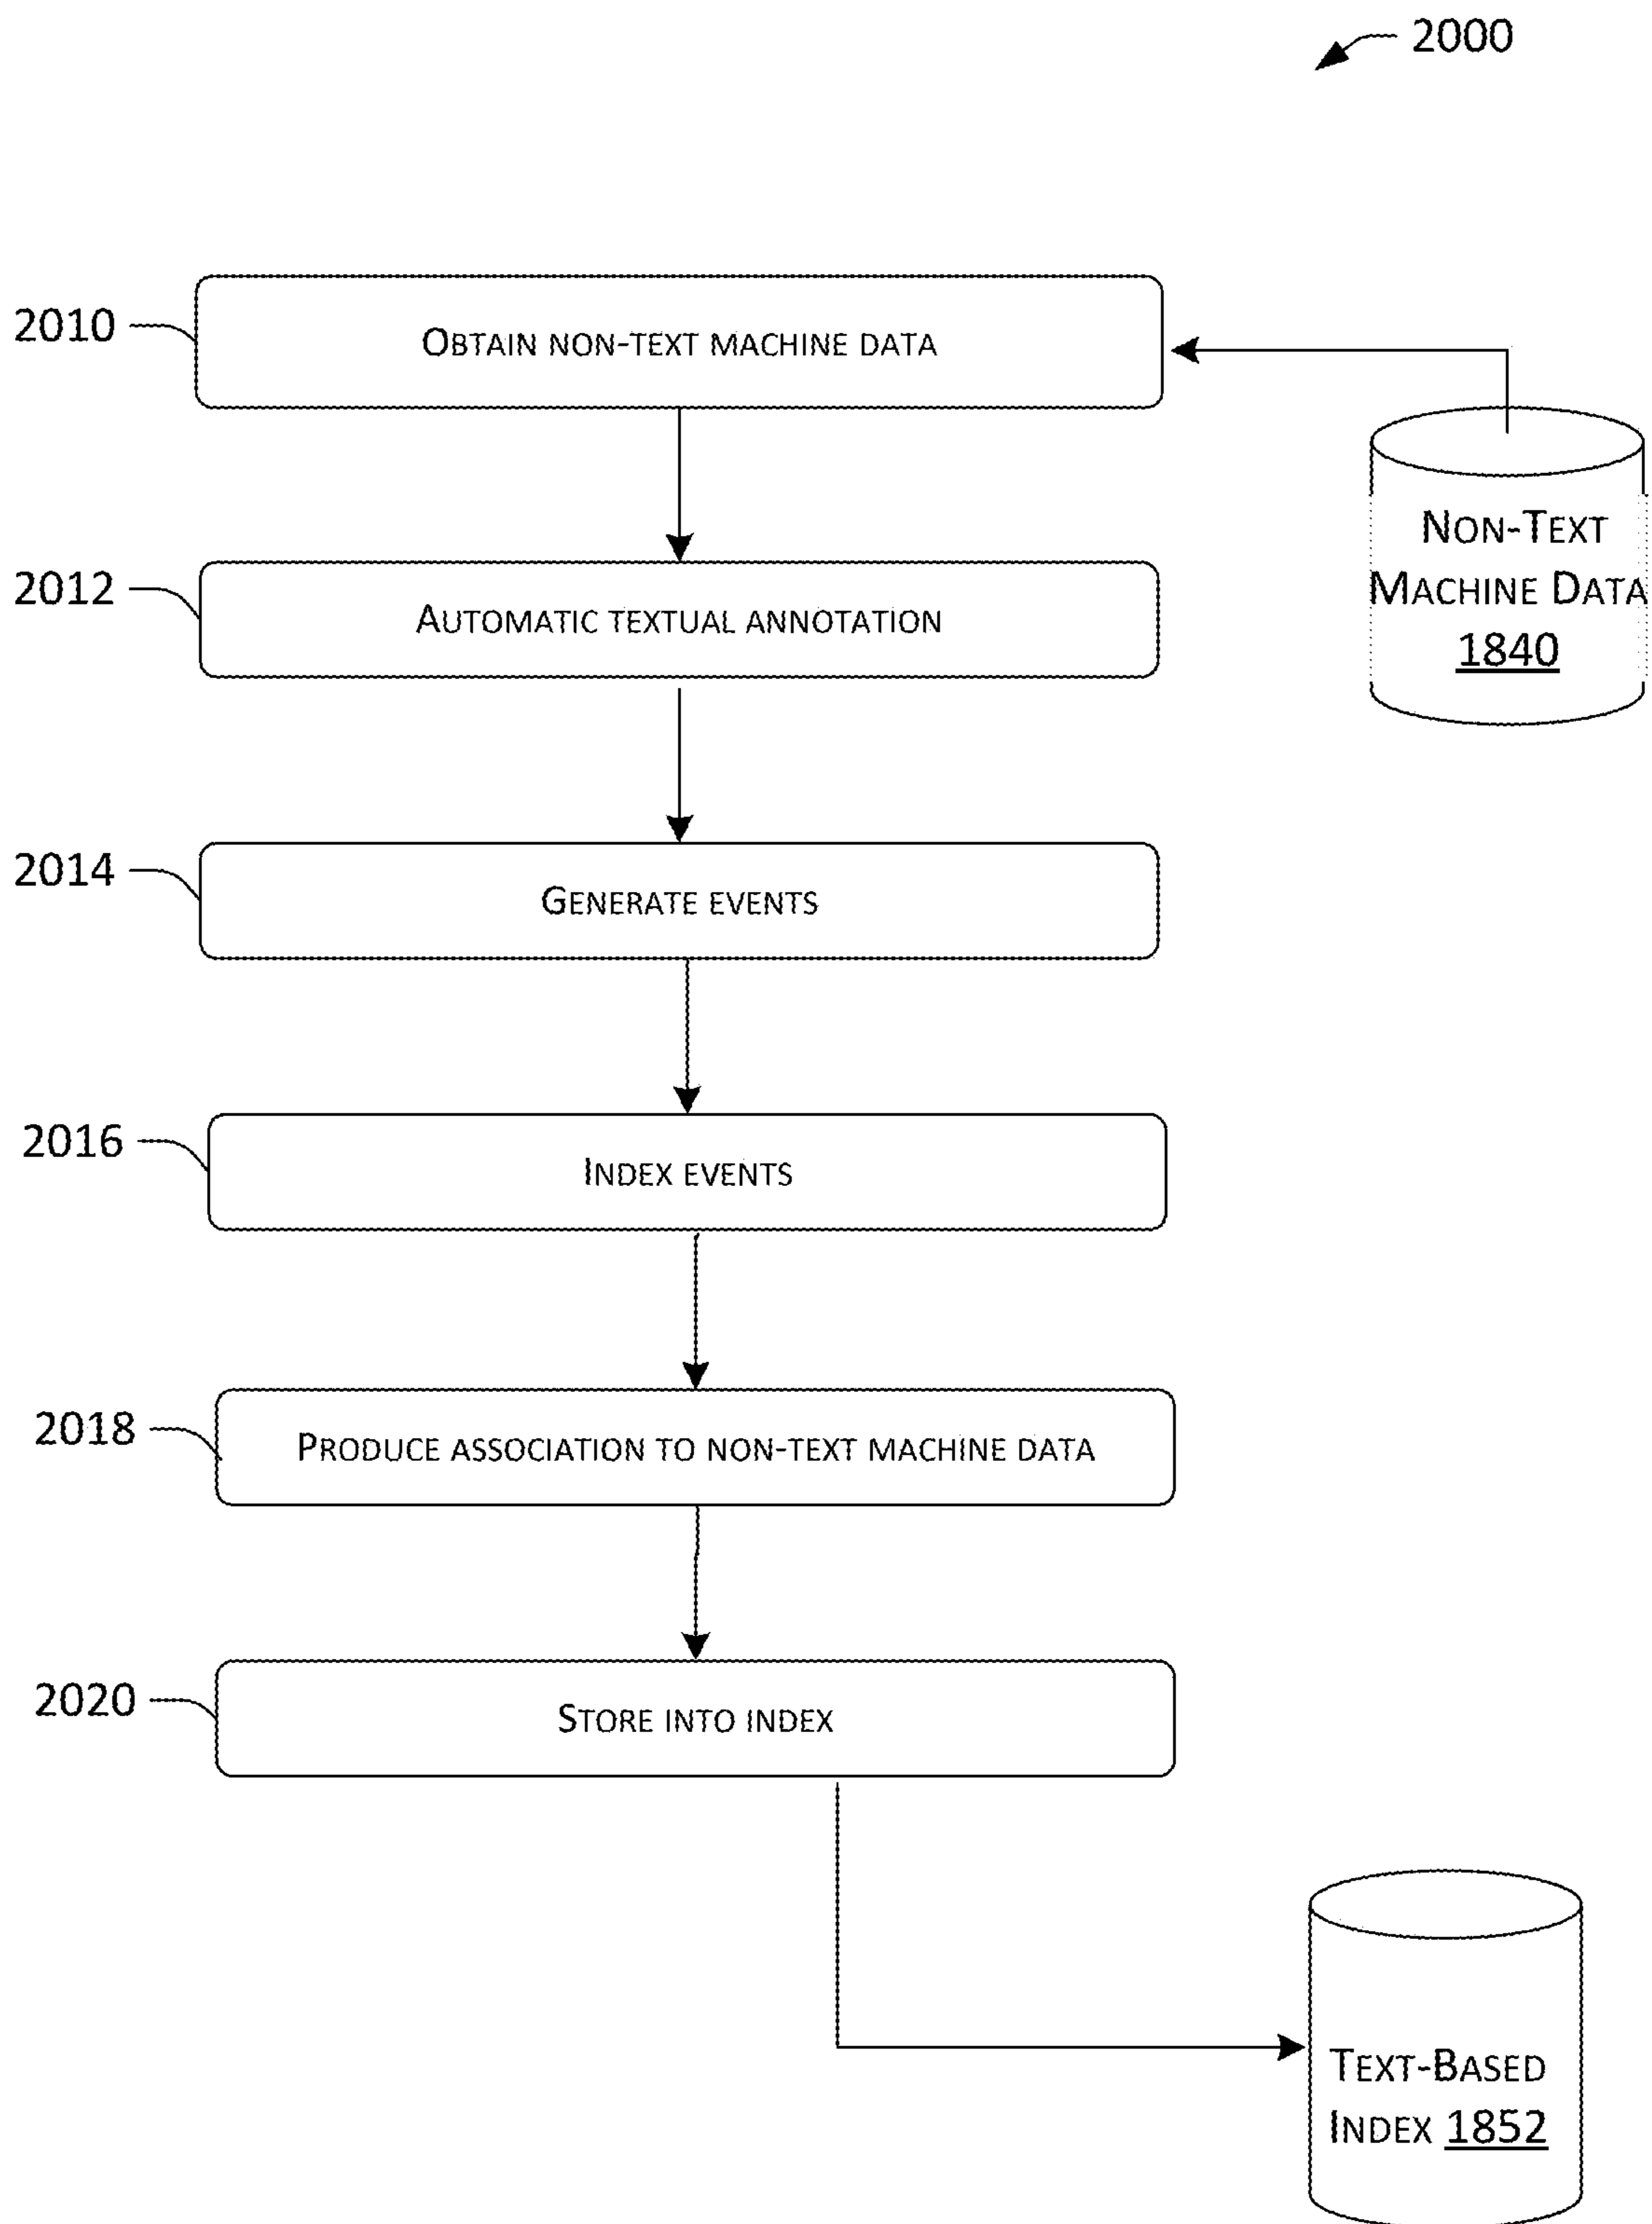 2000
2010
OBTAIN NON-TEXT MACHINE DATA
NON-TEXT
MACHINE DATA
1840
2012
AUTOMATIC TEXTUAL ANNOTATION
2014
GENERATE EVENTS
2016
INDEX EVENTS
2018
PRODUCE ASSOCIATION TO NON-TEXT MACHINE DATA
2020
STORE INTO INDEX
TEXT-BASED
INDEX 1852